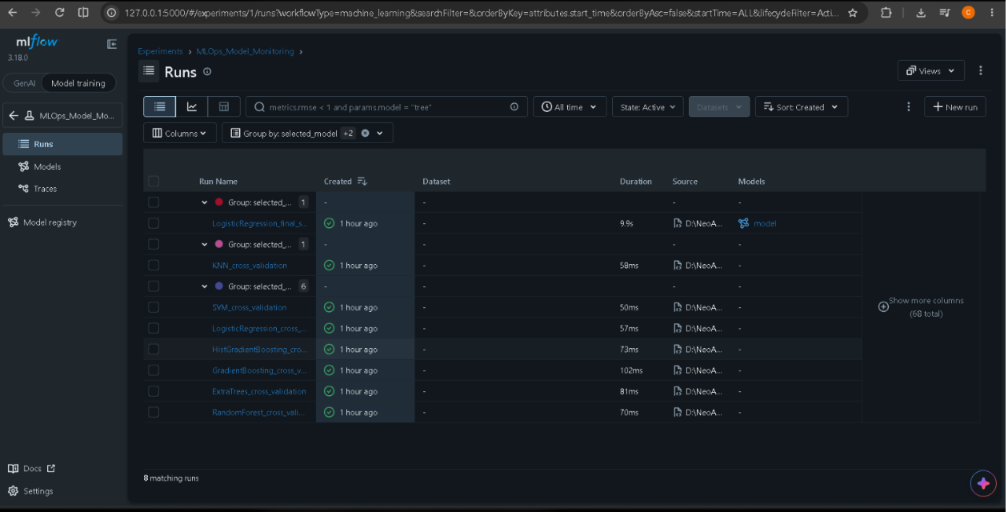 127.0.0.1:5000/#/experiments/1/runs?workflowType=machine_learning&searchFilter=&orderByKey=attributes.start_time&orderByAsc=false&startTime=ALL&lifecycleFilter=Acti...
C
mlflow
3.18.0
GenAI
Model training
MLOps_Model_Mo...
Runs
Models
Traces
Model registry
Docs
Settings
Experiments > MLOps_Model_Monitoring >
Runs
Views
metrics.rmse < 1 and params.model = "tree"
All time
State: Active
Datasets
Sort: Created
+ New run
Columns
Group by: selected_model +2
Run Name Created Dataset Duration Source Models
Group: selected_... 1 - - - -
LogisticRegression_final_s... 1 hour ago - 9.9s D:\NeoA... model
Group: selected_... 1 - - - -
KNN_cross_validation 1 hour ago - 58ms D:\NeoA... -
Group: selected_... 6 - - - -
SVM_cross_validation 1 hour ago - 50ms D:\NeoA... -
LogisticRegression_cross_... 1 hour ago - 57ms D:\NeoA... -
HistGradientBoosting_cro... 1 hour ago - 73ms D:\NeoA... -
GradientBoosting_cross_v... 1 hour ago - 102ms D:\NeoA... -
ExtraTrees_cross_validation 1 hour ago - 81ms D:\NeoA... -
RandomForest_cross_vali... 1 hour ago - 70ms D:\NeoA... -
Show more columns
(68 total)
8 matching runs